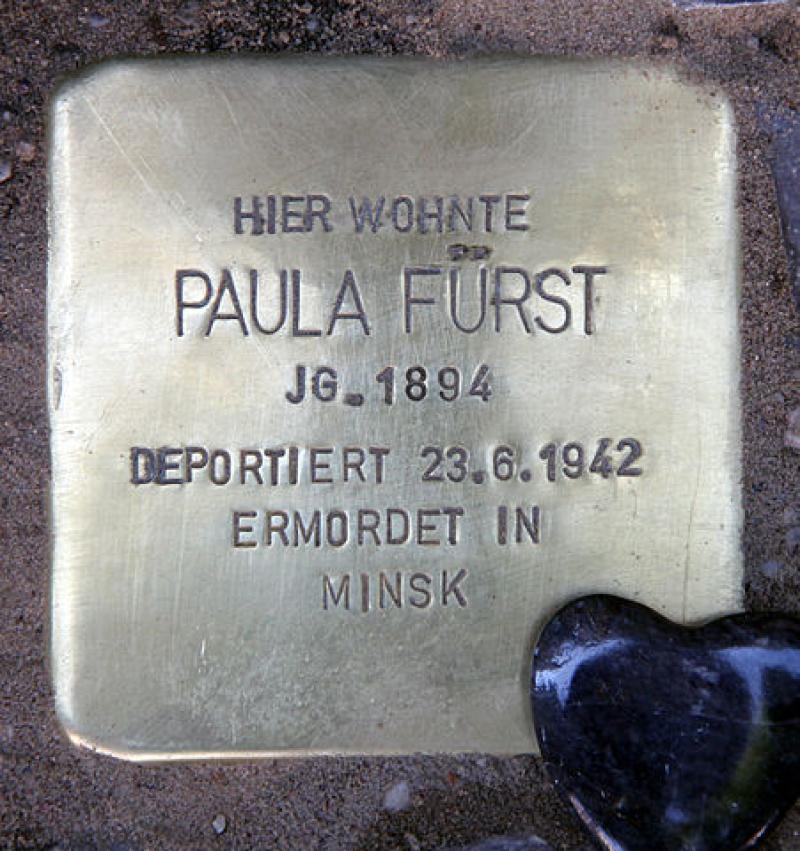 HIER WOHNTE
PAULA FÜRST
JG. 1894
DEPORTIERT 23.6.1942
ERMORDET IN
MINSK